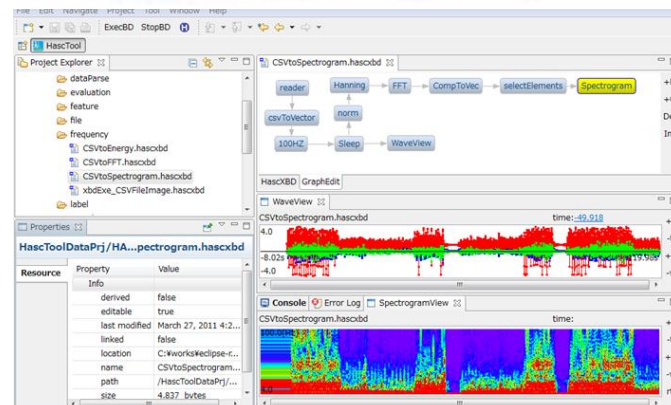 File Edit Navigate Project Tool Window Help
ExecBD StopBD
HascTool
Project Explorer
dataParse
evaluation
feature
file
frequency
CSVtoEnergy.hascxbd
CSVtoFFT.hascxbd
CSVtoSpectrogram.hascxbd
xbdExe_CSVFileImage.hascxbd
label
Properties
HascToolDataPrj/HA...pectrogram.hascxbd
Resource
Property Value
Info
derived false
editable true
last modified March 27, 2011 4:2...
linked false
location C:¥works¥eclipse-r...
name CSVtoSpectrogram...
path /HascToolDataPrj/...
size 4,837 bytes
CSVtoSpectrogram.hascxbd
reader Hanning FFT CompToVec selectElements Spectrogram
csvToVector norm
100HZ Sleep WaveView
HascXBD GraphEdit
WaveView
CSVtoSpectrogram.hascxbd time:-49.918
4.0
-8.02s
-4.0
Console Error Log SpectrogramView
CSVtoSpectrogram.hascxbd time: